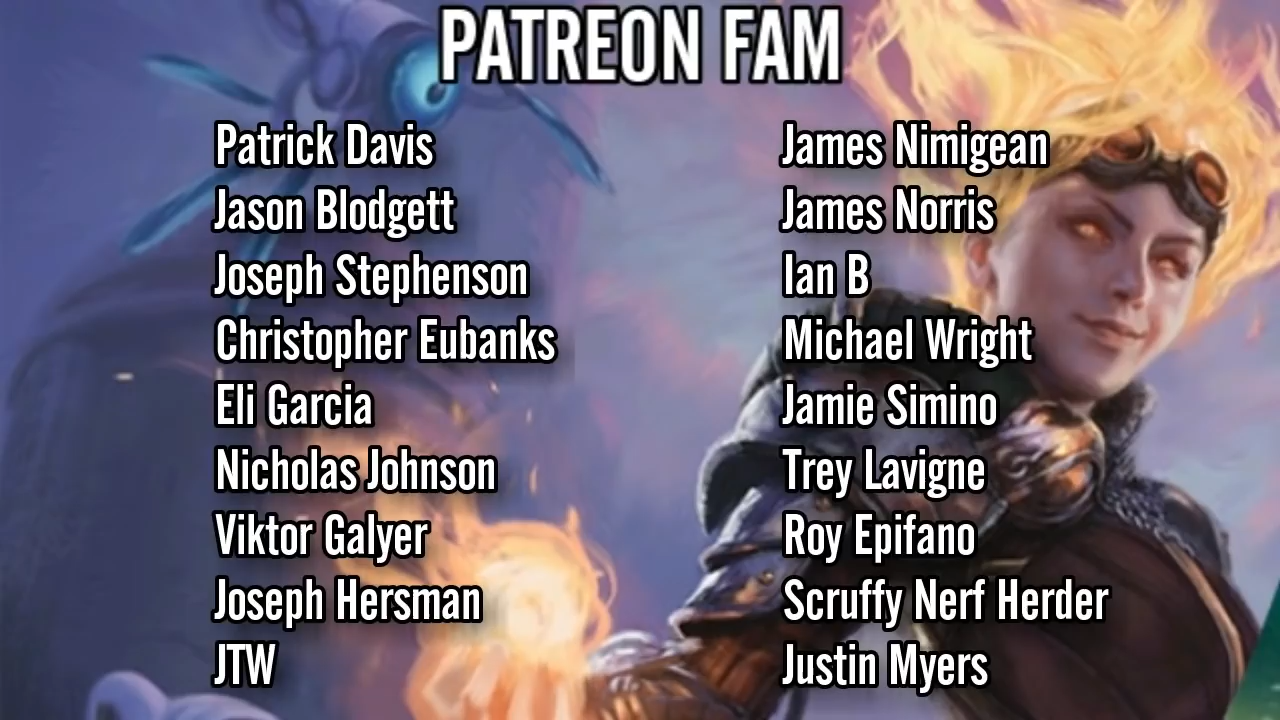 PATREON FAM
Patrick Davis
Jason Blodgett
Joseph Stephenson
Christopher Eubanks
Eli Garcia
Nicholas Johnson
Viktor Galyer
Joseph Hersman
JTW
James Nimigean
James Norris
Ian B
Michael Wright
Jamie Simino
Trey Lavigne
Roy Epifano
Scruffy Nerf Herder
Justin Myers